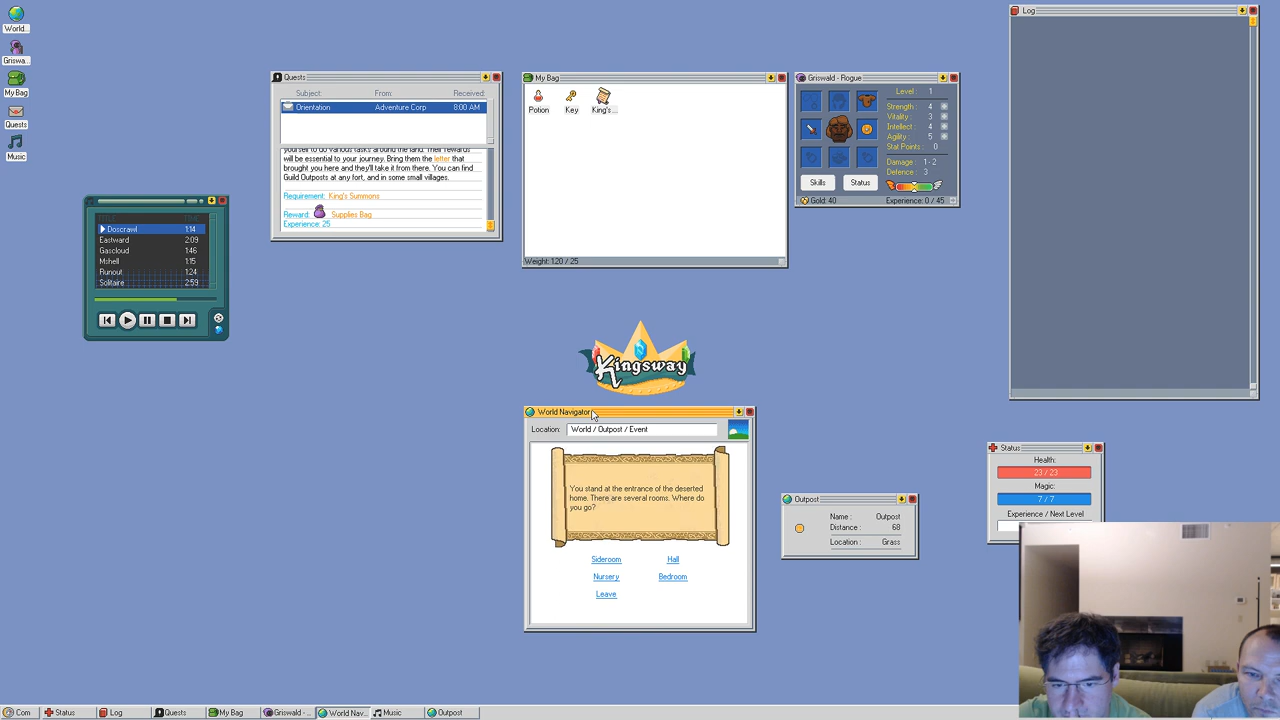 World...
Griswa...
My Bag
Quests
Music
Quests
Subject: From: Received:
Orientation Adventure Corp 8:00 AM
yourself to do various tasks around the land. Their rewards
will be essential to your journey. Bring them the letter that
brought you here and they'll take it from there. You can find
Guild Outposts at any fort, and in some small villages.
Requirement: King's Summons
Reward: Supplies Bag
Experience: 25
My Bag
Potion Key King's...
Weight: 120 / 25
Griswald - Rogue
Level : 1
Strength : 4
Vitality : 3
Intellect : 4
Agility : 5
Stat Points : 0
Damage : 1 - 2
Defence : 3
Skills Status
Gold: 40 Experience: 0 / 45
Log
TITLE TIME
Doscrawl 1:14
Eastward 2:09
Gascloud 1:46
Mshell 1:15
Runout 1:24
Solitaire 2:59
Kingsway
World Navigator
Location: World / Outpost / Event
You stand at the entrance of the deserted
home. There are several rooms. Where do
you go?
Sideroom Hall
Nursery Bedroom
Leave
Outpost
Name : Outpost
Distance : 68
Location : Grass
Status
Health:
23 / 23
Magic:
7 / 7
Experience / Next Level
Com Status Log Quests My Bag Griswald - ... World Nav... Music Outpost